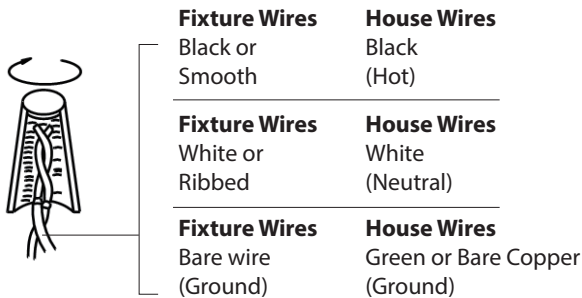 Fixture Wires House Wires
Black or Black
Smooth (Hot)
Fixture Wires House Wires
White or White
Ribbed (Neutral)
Fixture Wires House Wires
Bare wire Green or Bare Copper
(Ground) (Ground)